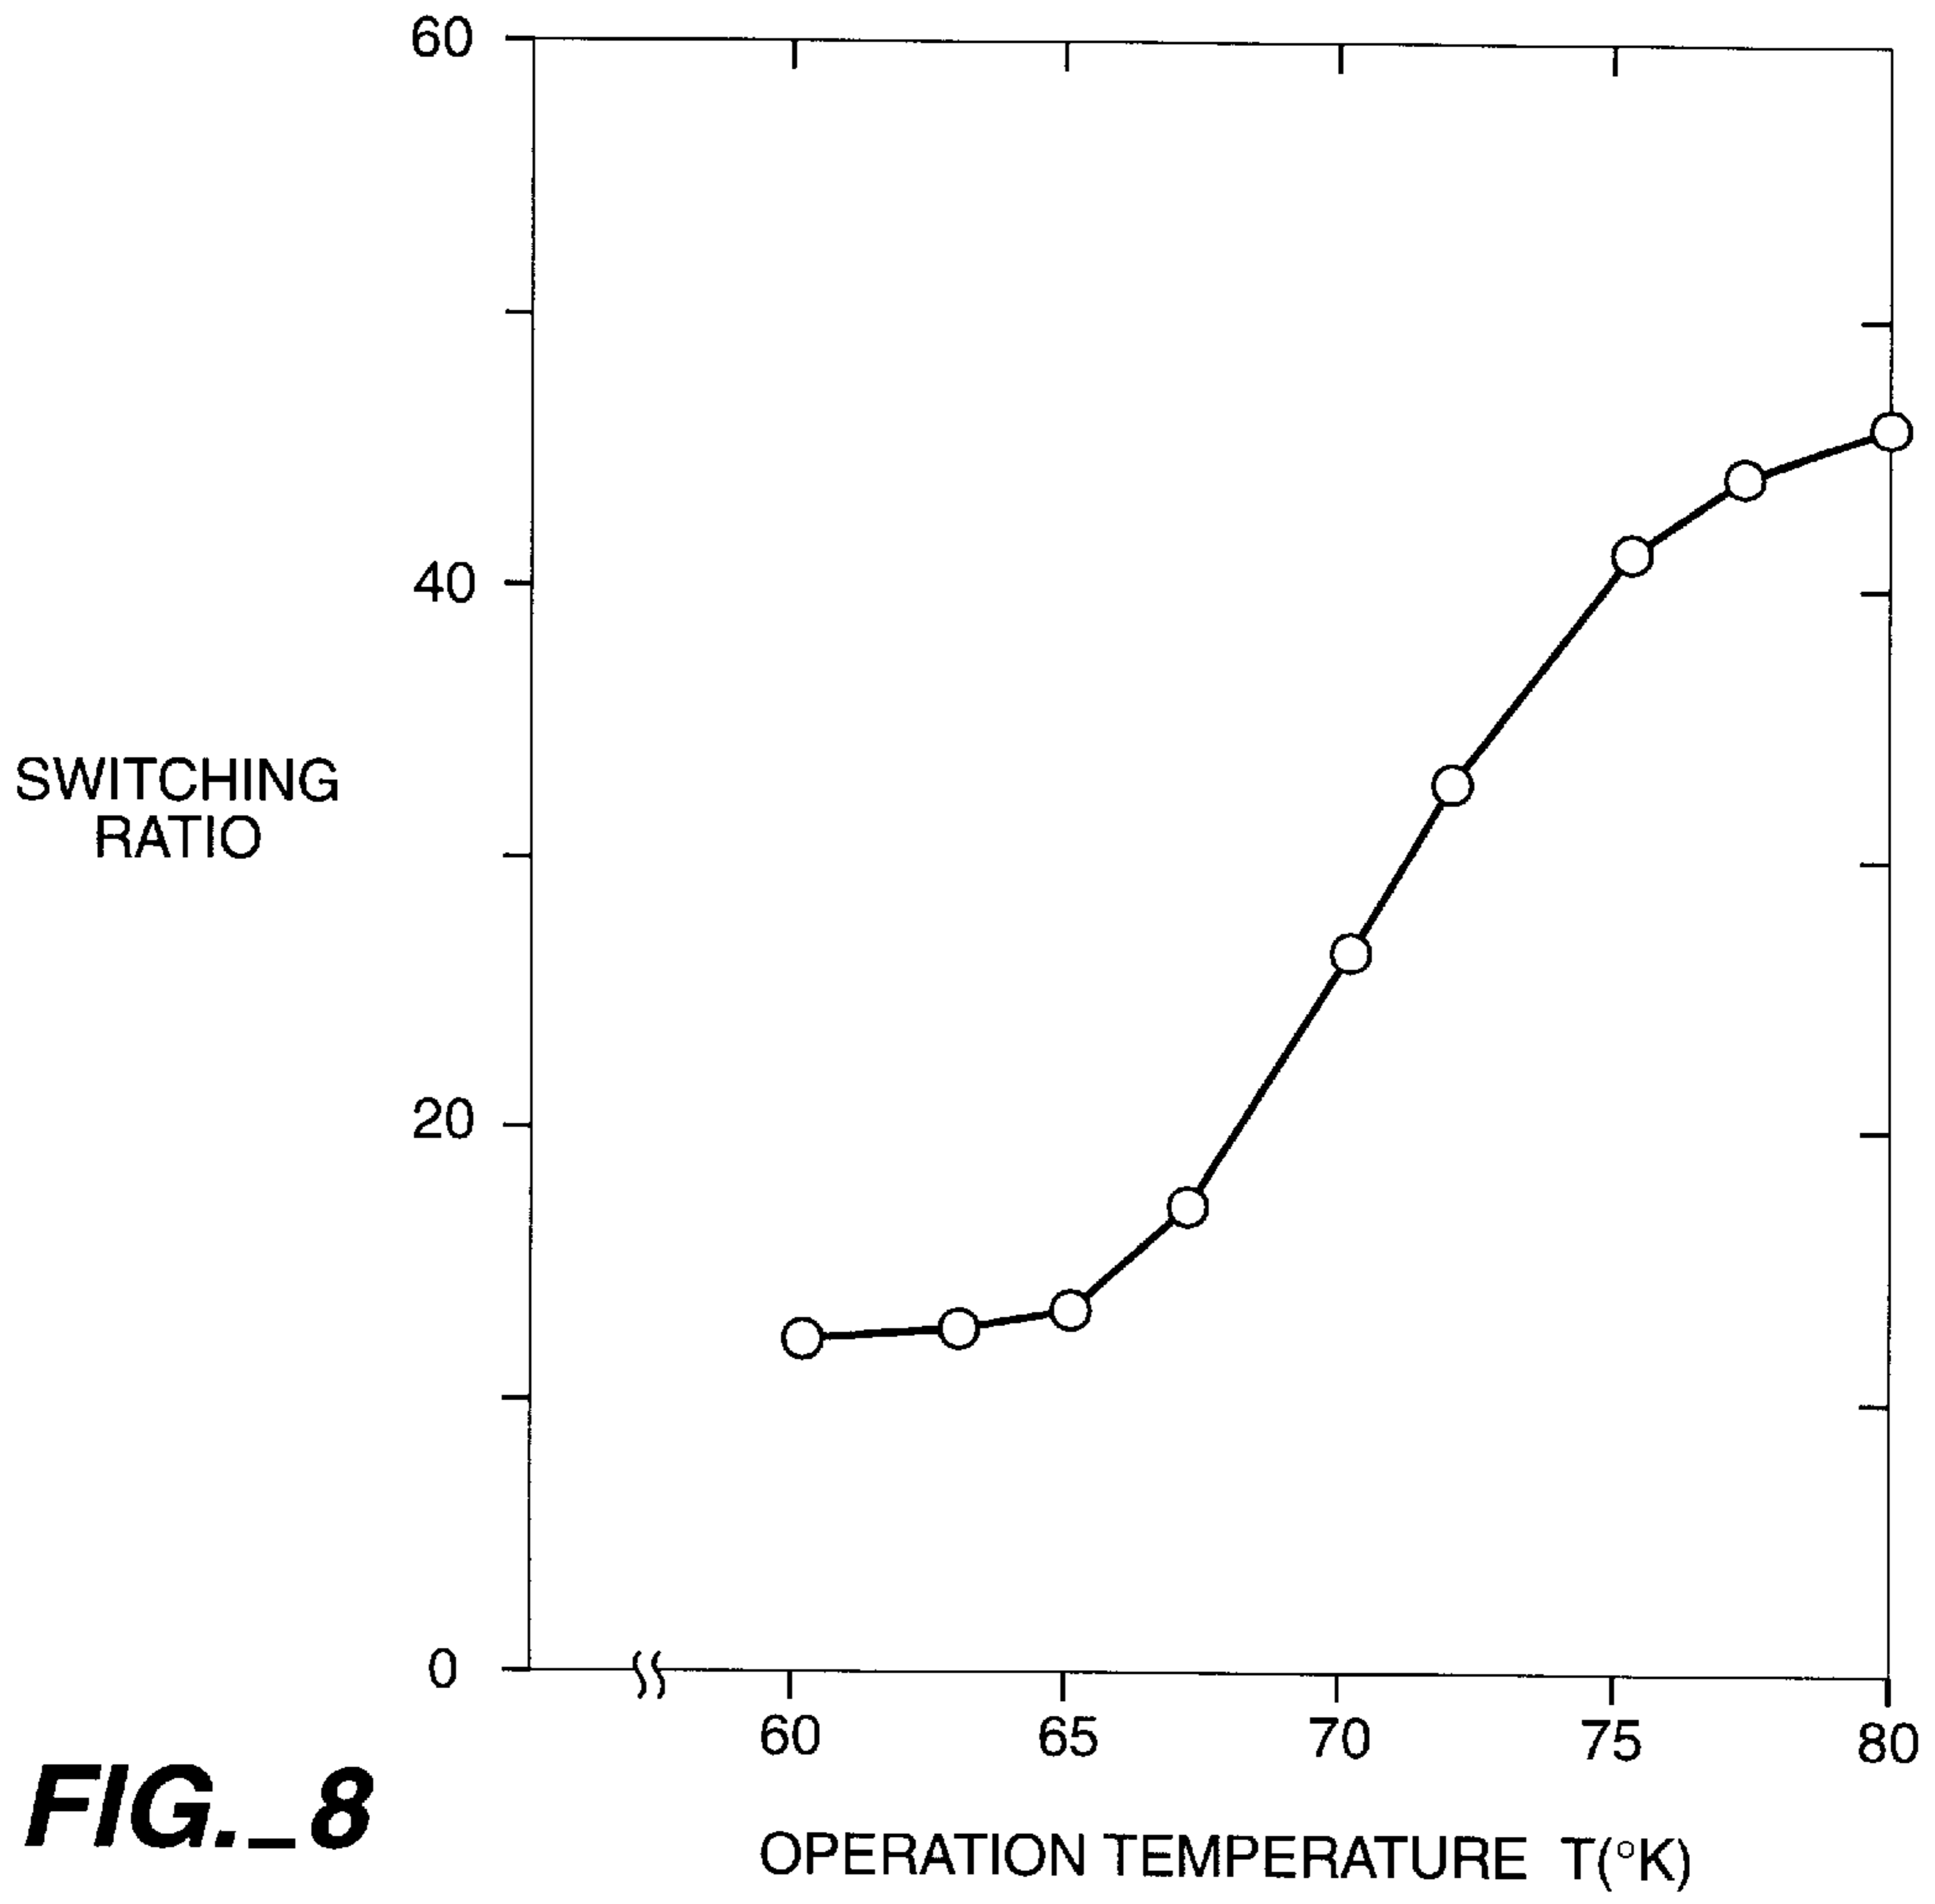 60
40
SWITCHING
RATIO
20
0
60 65 70 75 80
FIG._8
OPERATION TEMPERATURE T(°K)